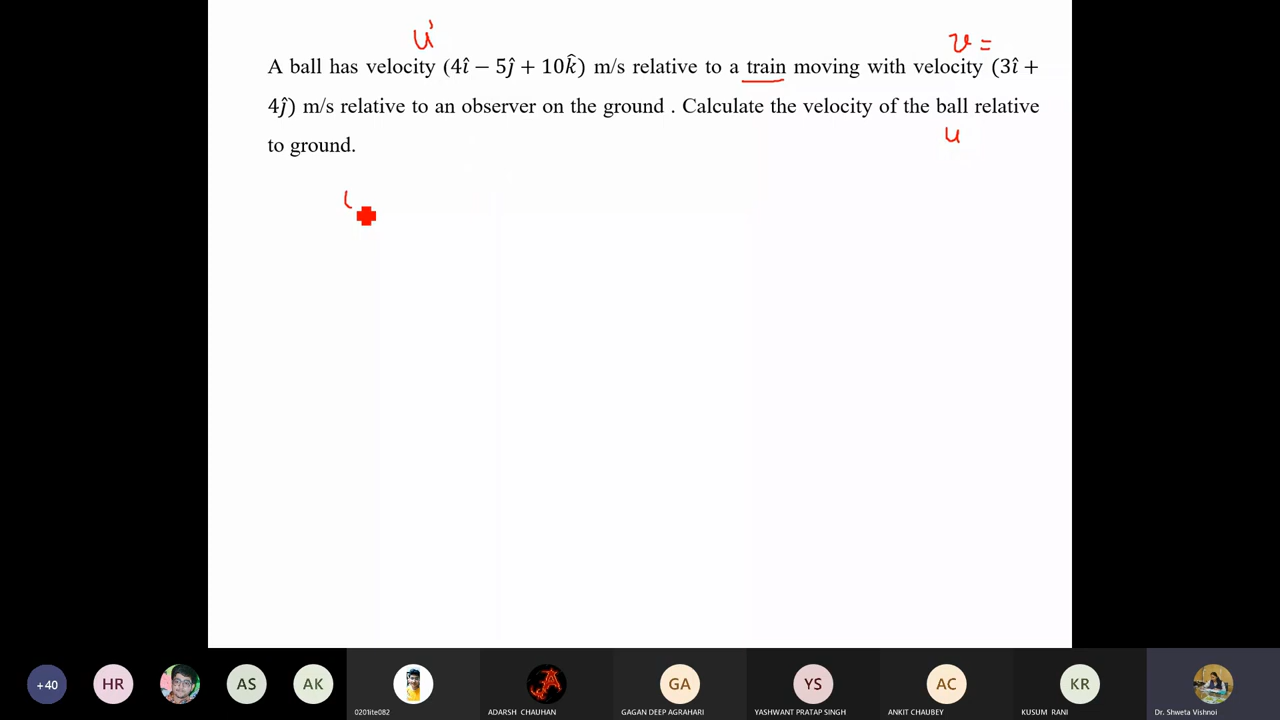 u'
v =
A ball has velocity (4î − 5ĵ + 10k̂) m/s relative to a train moving with velocity (3î +
4ĵ) m/s relative to an observer on the ground . Calculate the velocity of the ball relative
u
to ground.
+40
HR
AS
AK
GA
YS
AC
KR
0201ite082
ADARSH CHAUHAN
GAGAN DEEP AGRAHARI
YASHWANT PRATAP SINGH
ANKIT CHAUBEY
KUSUM RANI
Dr. Shweta Vishnoi